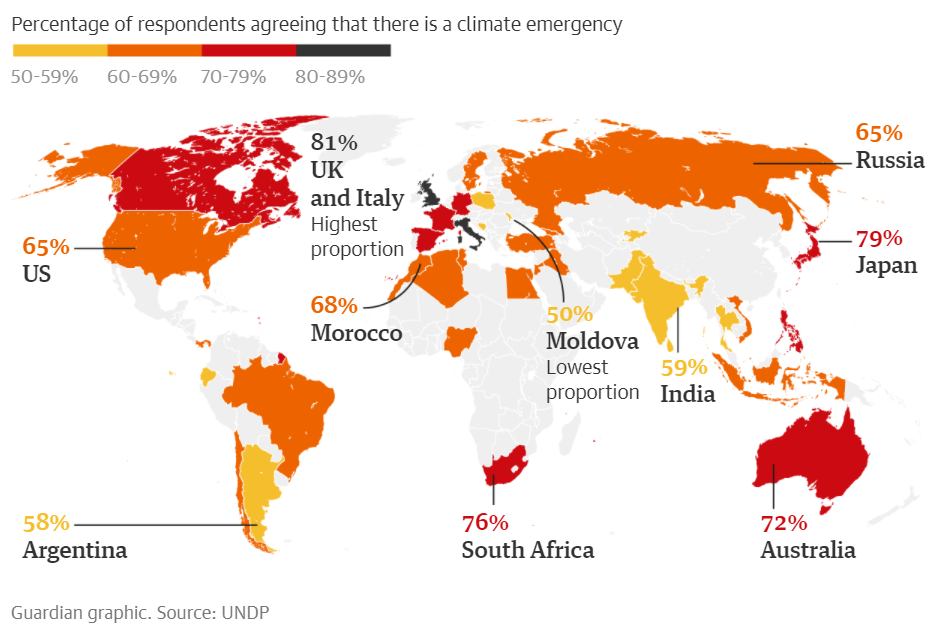 Percentage of respondents agreeing that there is a climate emergency
50-59% 60-69% 70-79% 80-89%
81%
UK
and Italy
Highest
proportion
65%
Russia
65%
US
79%
Japan
68%
Morocco
50%
Moldova
Lowest
proportion
59%
India
58%
Argentina
76%
South Africa
72%
Australia
Guardian graphic. Source: UNDP